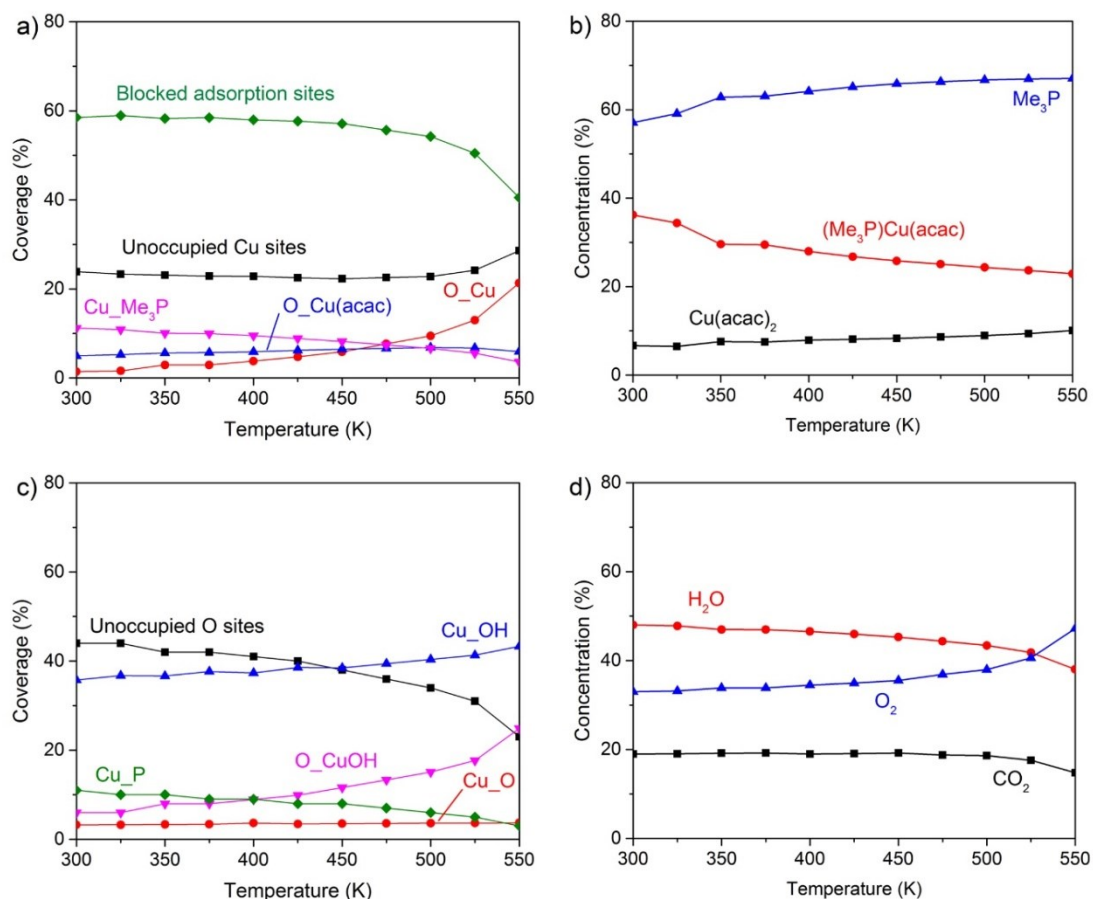 a)
80
60
40
20
0
Coverage (%)
Blocked adsorption sites
Unoccupied Cu sites
O_Cu
Cu_Me₃P
O_Cu(acac)
300 350 400 450 500 550
Temperature (K)
b)
80
60
40
20
0
Concentration (%)
Me₃P
(Me₃P)Cu(acac)
Cu(acac)₂
300 350 400 450 500 550
Temperature (K)
c)
80
60
40
20
0
Coverage (%)
Unoccupied O sites
Cu_OH
O_CuOH
Cu_P
Cu_O
300 350 400 450 500 550
Temperature (K)
d)
80
60
40
20
0
Concentration (%)
H₂O
O₂
CO₂
300 350 400 450 500 550
Temperature (K)